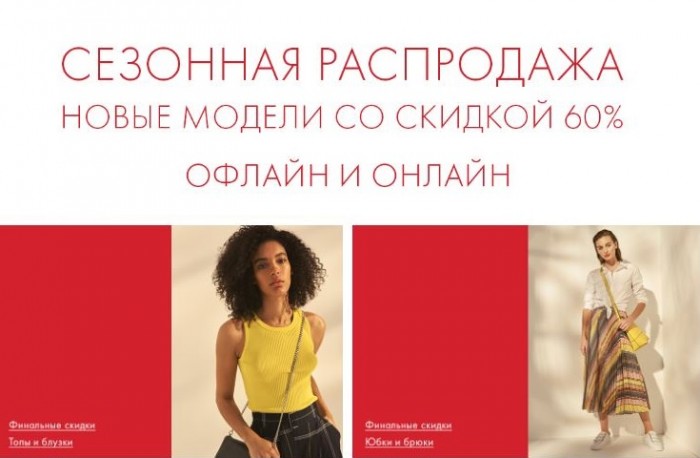 СЕЗОННАЯ РАСПРОДАЖА
НОВЫЕ МОДЕЛИ СО СКИДКОЙ 60%
ОФЛАЙН И ОНЛАЙН
Финальные скидки
Топы и блузки
Финальные скидки
Юбки и брюки